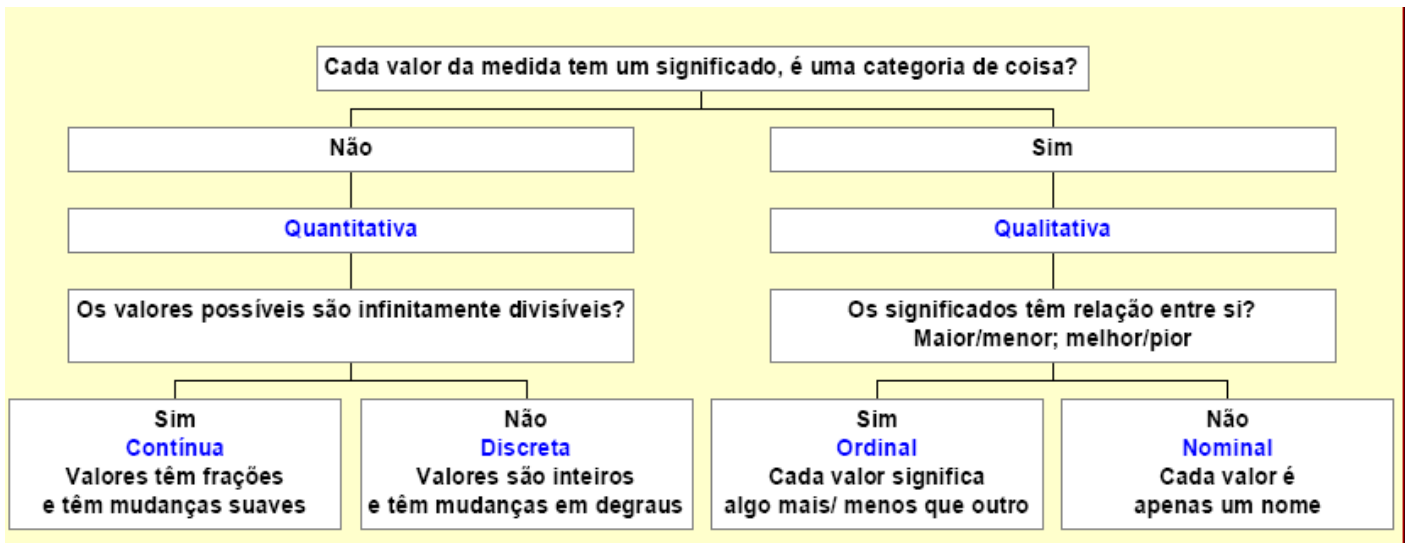 Cada valor da medida tem um significado, é uma categoria de coisa?
Não
Sim
Quantitativa
Qualitativa
Os valores possíveis são infinitamente divisíveis?
Os significados têm relação entre si?
Maior/menor; melhor/pior
Sim
Contínua
Valores têm frações
e têm mudanças suaves
Não
Discreta
Valores são inteiros
e têm mudanças em degraus
Sim
Ordinal
Cada valor significa
algo mais/ menos que outro
Não
Nominal
Cada valor é
apenas um nome